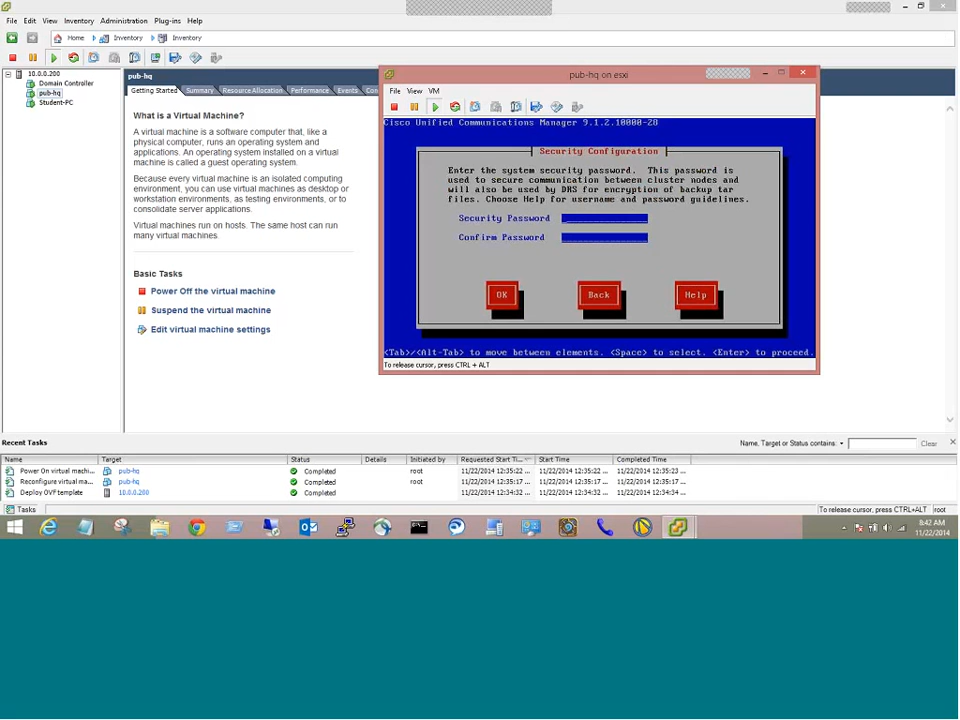 File Edit View Inventory Administration Plug-ins Help
Home Inventory Inventory
10.0.0.200
Domain Controller
pub-hq
Student-PC
pub-hq
Getting Started Summary Resource Allocation Performance Events Con
What is a Virtual Machine?
A virtual machine is a software computer that, like a
physical computer, runs an operating system and
applications. An operating system installed on a virtual
machine is called a guest operating system.
Because every virtual machine is an isolated computing
environment, you can use virtual machines as desktop or
workstation environments, as testing environments, or to
consolidate server applications.
Virtual machines run on hosts. The same host can run
many virtual machines.
Basic Tasks
Power Off the virtual machine
Suspend the virtual machine
Edit virtual machine settings
pub-hq on esxi
File View VM
Cisco Unified Communications Manager 9.1.2.10000-28
Security Configuration
Enter the system security password. This password is
used to secure communication between cluster nodes and
will also be used by DRS for encryption of backup tar
files. Choose Help for username and password guidelines.
Security Password
Confirm Password
OK Back Help
<Tab>/<Alt-Tab> to move between elements. <Space> to select. <Enter> to proceed.
To release cursor, press CTRL + ALT
Recent Tasks
Name, Target or Status contains: Clear
Name Target Status Details Initiated by Requested Start Ti... Start Time Completed Time
Power On virtual machi... pub-hq Completed root 11/22/2014 12:35:22 ... 11/22/2014 12:35:22 ... 11/22/2014 12:35:23 ...
Reconfigure virtual ma... pub-hq Completed 11/22/2014 12:35:17 ... 11/22/2014 12:35:17 ... 11/22/2014 12:35:17 ...
Deploy OVF template 10.0.0.200 Completed 11/22/2014 12:34:32 ... 11/22/2014 12:34:32 ... 11/22/2014 12:34:34 ...
Tasks To release cursor, press CTRL+ALT root
8:42 AM
11/22/2014